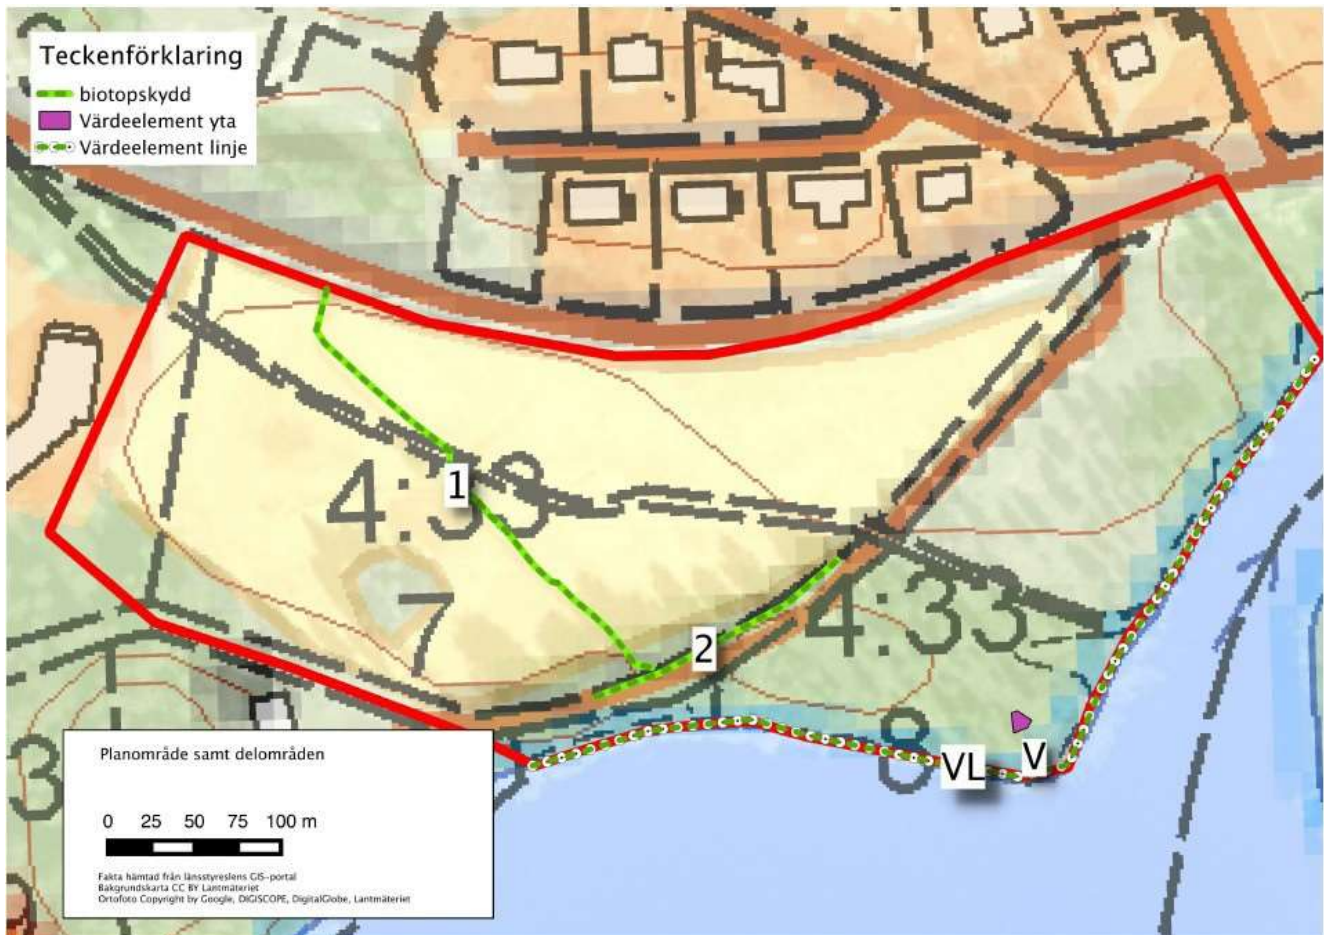 Teckenförklaring
biotopskydd
Värdeelement yta
Värdeelement linje
1
4:33
7
2
4:33
8
VL
V
3
Planområde samt delområden
0 25 50 75 100 m
Fakta hämtad från länsstyreslens GIS-portal
Bakgrundskarta CC BY Lantmäteriet
Ortofoto Copyright by Google, DIGISCOPE, DigitalGlobe, Lantmäteriet